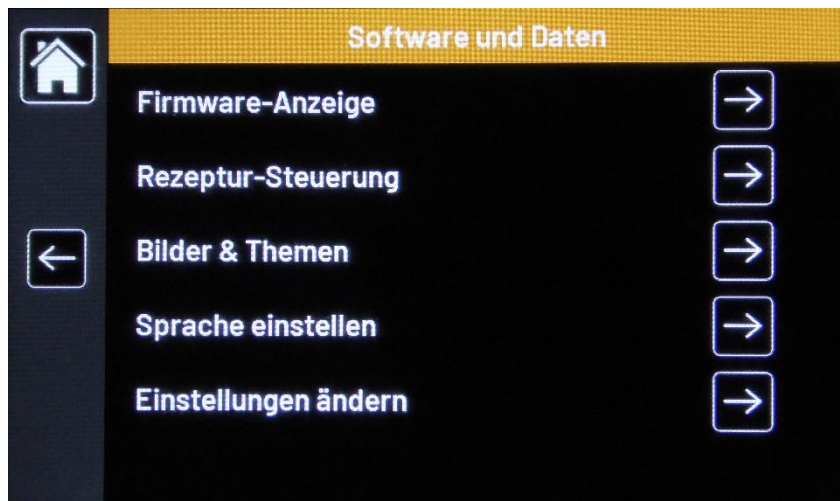 Software und Daten
Firmware-Anzeige
Rezeptur-Steuerung
Bilder & Themen
Sprache einstellen
Einstellungen ändern